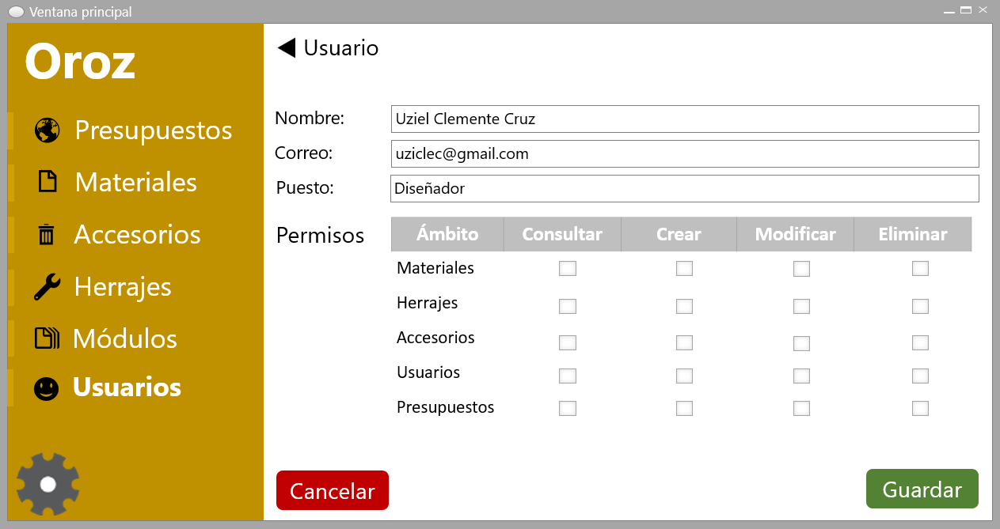 Ventana principal
Oroz
Presupuestos
Materiales
Accesorios
Herrajes
Módulos
Usuarios
Usuario
Nombre: Uziel Clemente Cruz
Correo: uziclec@gmail.com
Puesto: Diseñador
Permisos
Ámbito Consultar Crear Modificar Eliminar
Materiales
Herrajes
Accesorios
Usuarios
Presupuestos
Cancelar
Guardar